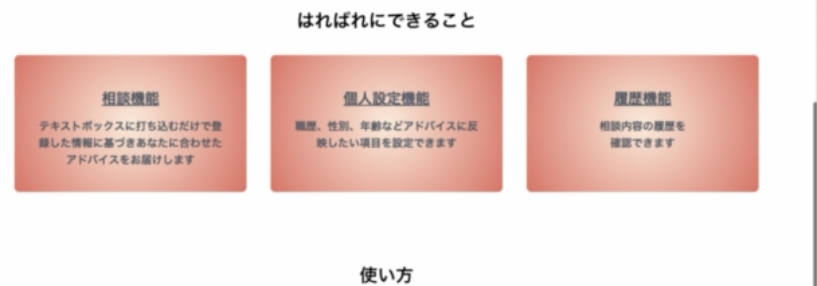 はればれにできること
相談機能
テキストボックスに打ち込むだけで登
録した情報に基づきあなたに合わせた
アドバイスをお届けします
個人設定機能
職歴、性別、年齢などアドバイスに反
映したい項目を設定できます
履歴機能
相談内容の履歴を
確認できます
使い方